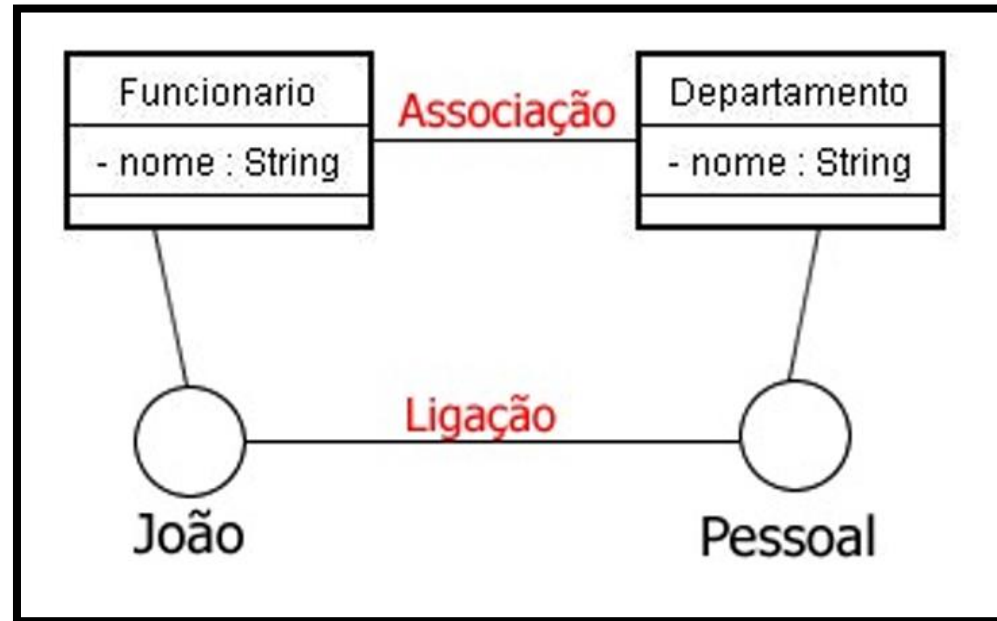 Funcionario
Associação
Departamento
- nome : String
- nome : String
Ligação
João
Pessoal